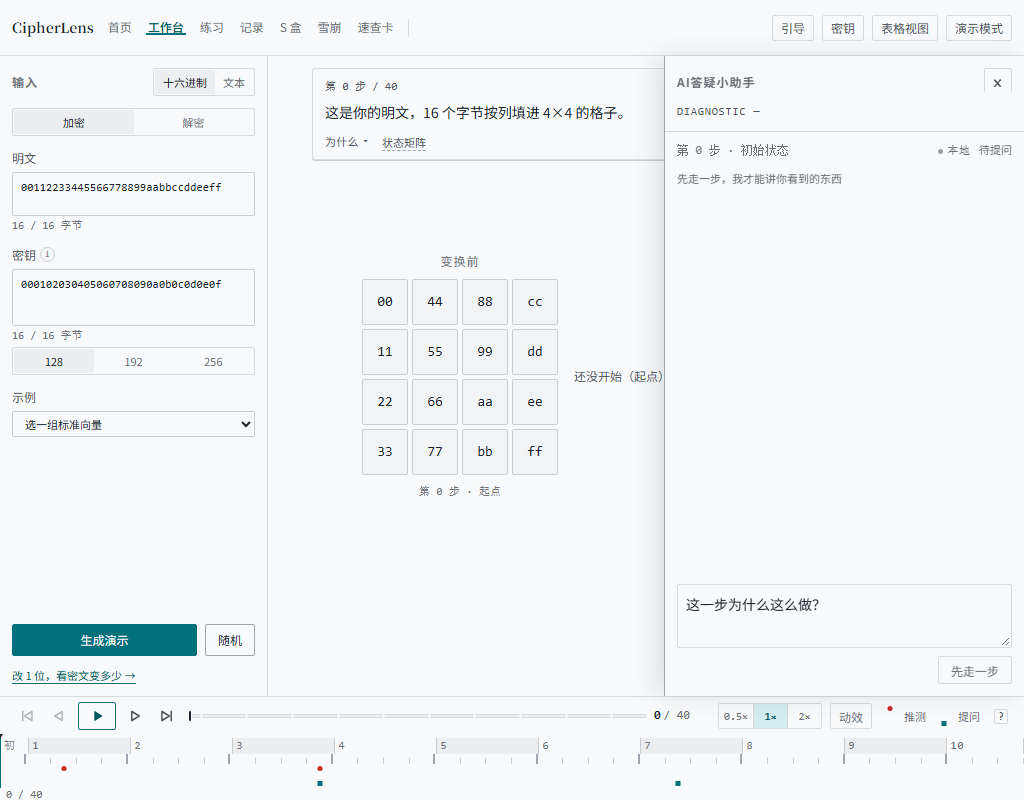 CipherLens 首页 工作台 练习 记录 S 盒 雪崩 速查卡 引导 密钥 表格视图 演示模式
输入 十六进制 文本
加密 解密
明文
00112233445566778899aabbccddeeff
16 / 16 字节
密钥 i
000102030405060708090a0b0c0d0e0f
16 / 16 字节
128 192 256
示例
选一组标准向量
生成演示 随机
改 1 位，看密文变多少 →
第 0 步 / 40
这是你的明文，16 个字节按列填进 4×4 的格子。
为什么 状态矩阵
变换前
00 44 88 cc
11 55 99 dd
22 66 aa ee
33 77 bb ff
还没开始（起点）
第 0 步 · 起点
AI答疑小助手 ×
DIAGNOSTIC —
第 0 步 · 初始状态 本地 待提问
先走一步，我才能讲你看到的东西
这一步为什么这么做？
先走一步
0 / 40 0.5× 1× 2× 动效 推测 提问 ?
初 1 2 3 4 5 6 7 8 9 10
0 / 40